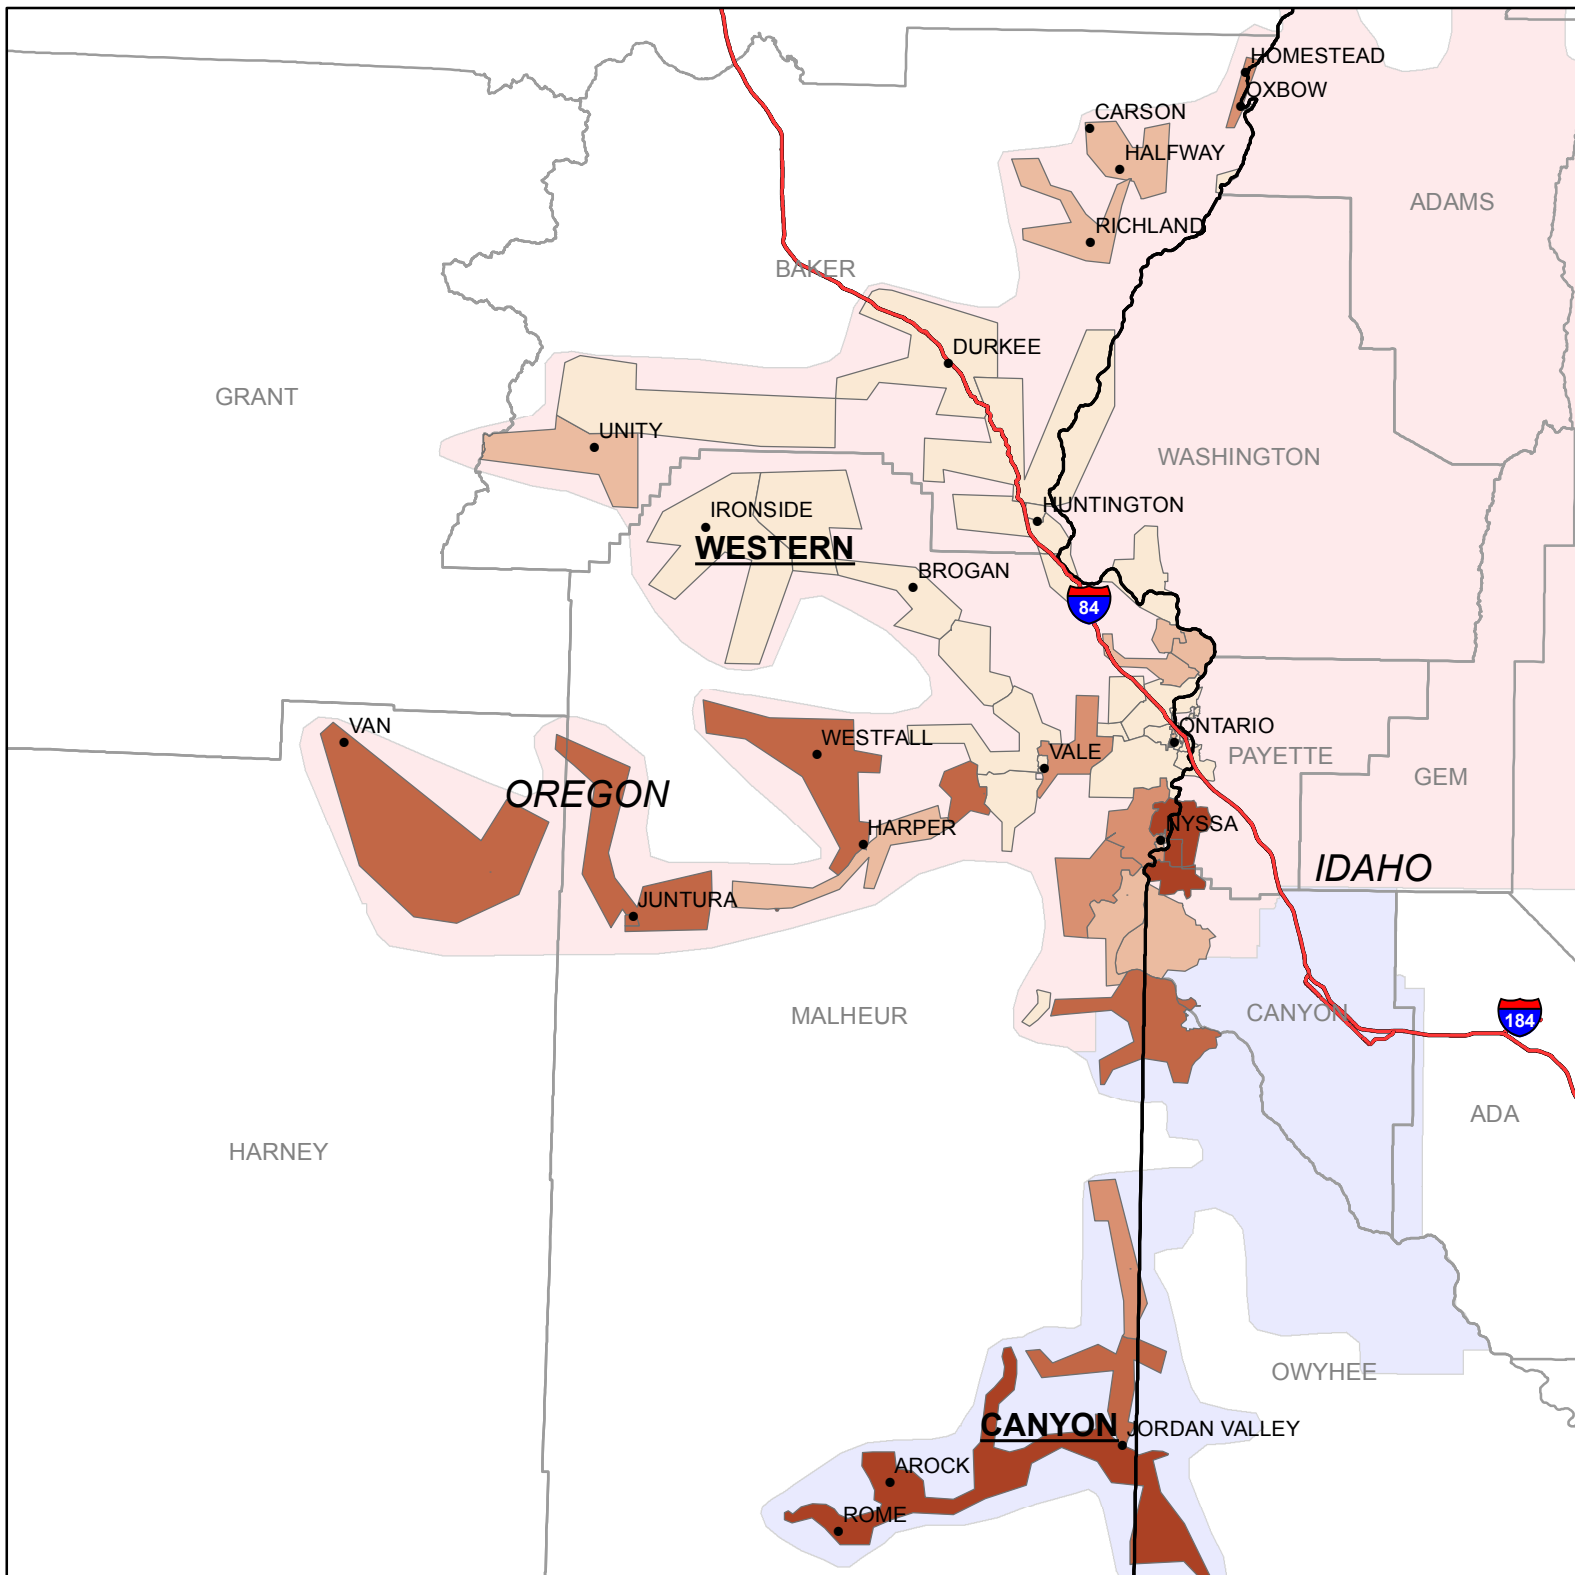 HOMESTEAD
OXBOW
CARSON
HALFWAY
ADAMS
RICHLAND
BAKER
DURKEE
GRANT
UNITY
WASHINGTON
IRONSIDE
HUNTINGTON
WESTERN
BROGAN
84
VAN
WESTFALL
ONTARIO
VALE
PAYETTE
GEM
OREGON
HARPER
NYSSA
IDAHO
JUNTURA
MALHEUR
CANYON
184
ADA
HARNEY
OWYHEE
CANYON
JORDAN VALLEY
AROCK
ROME